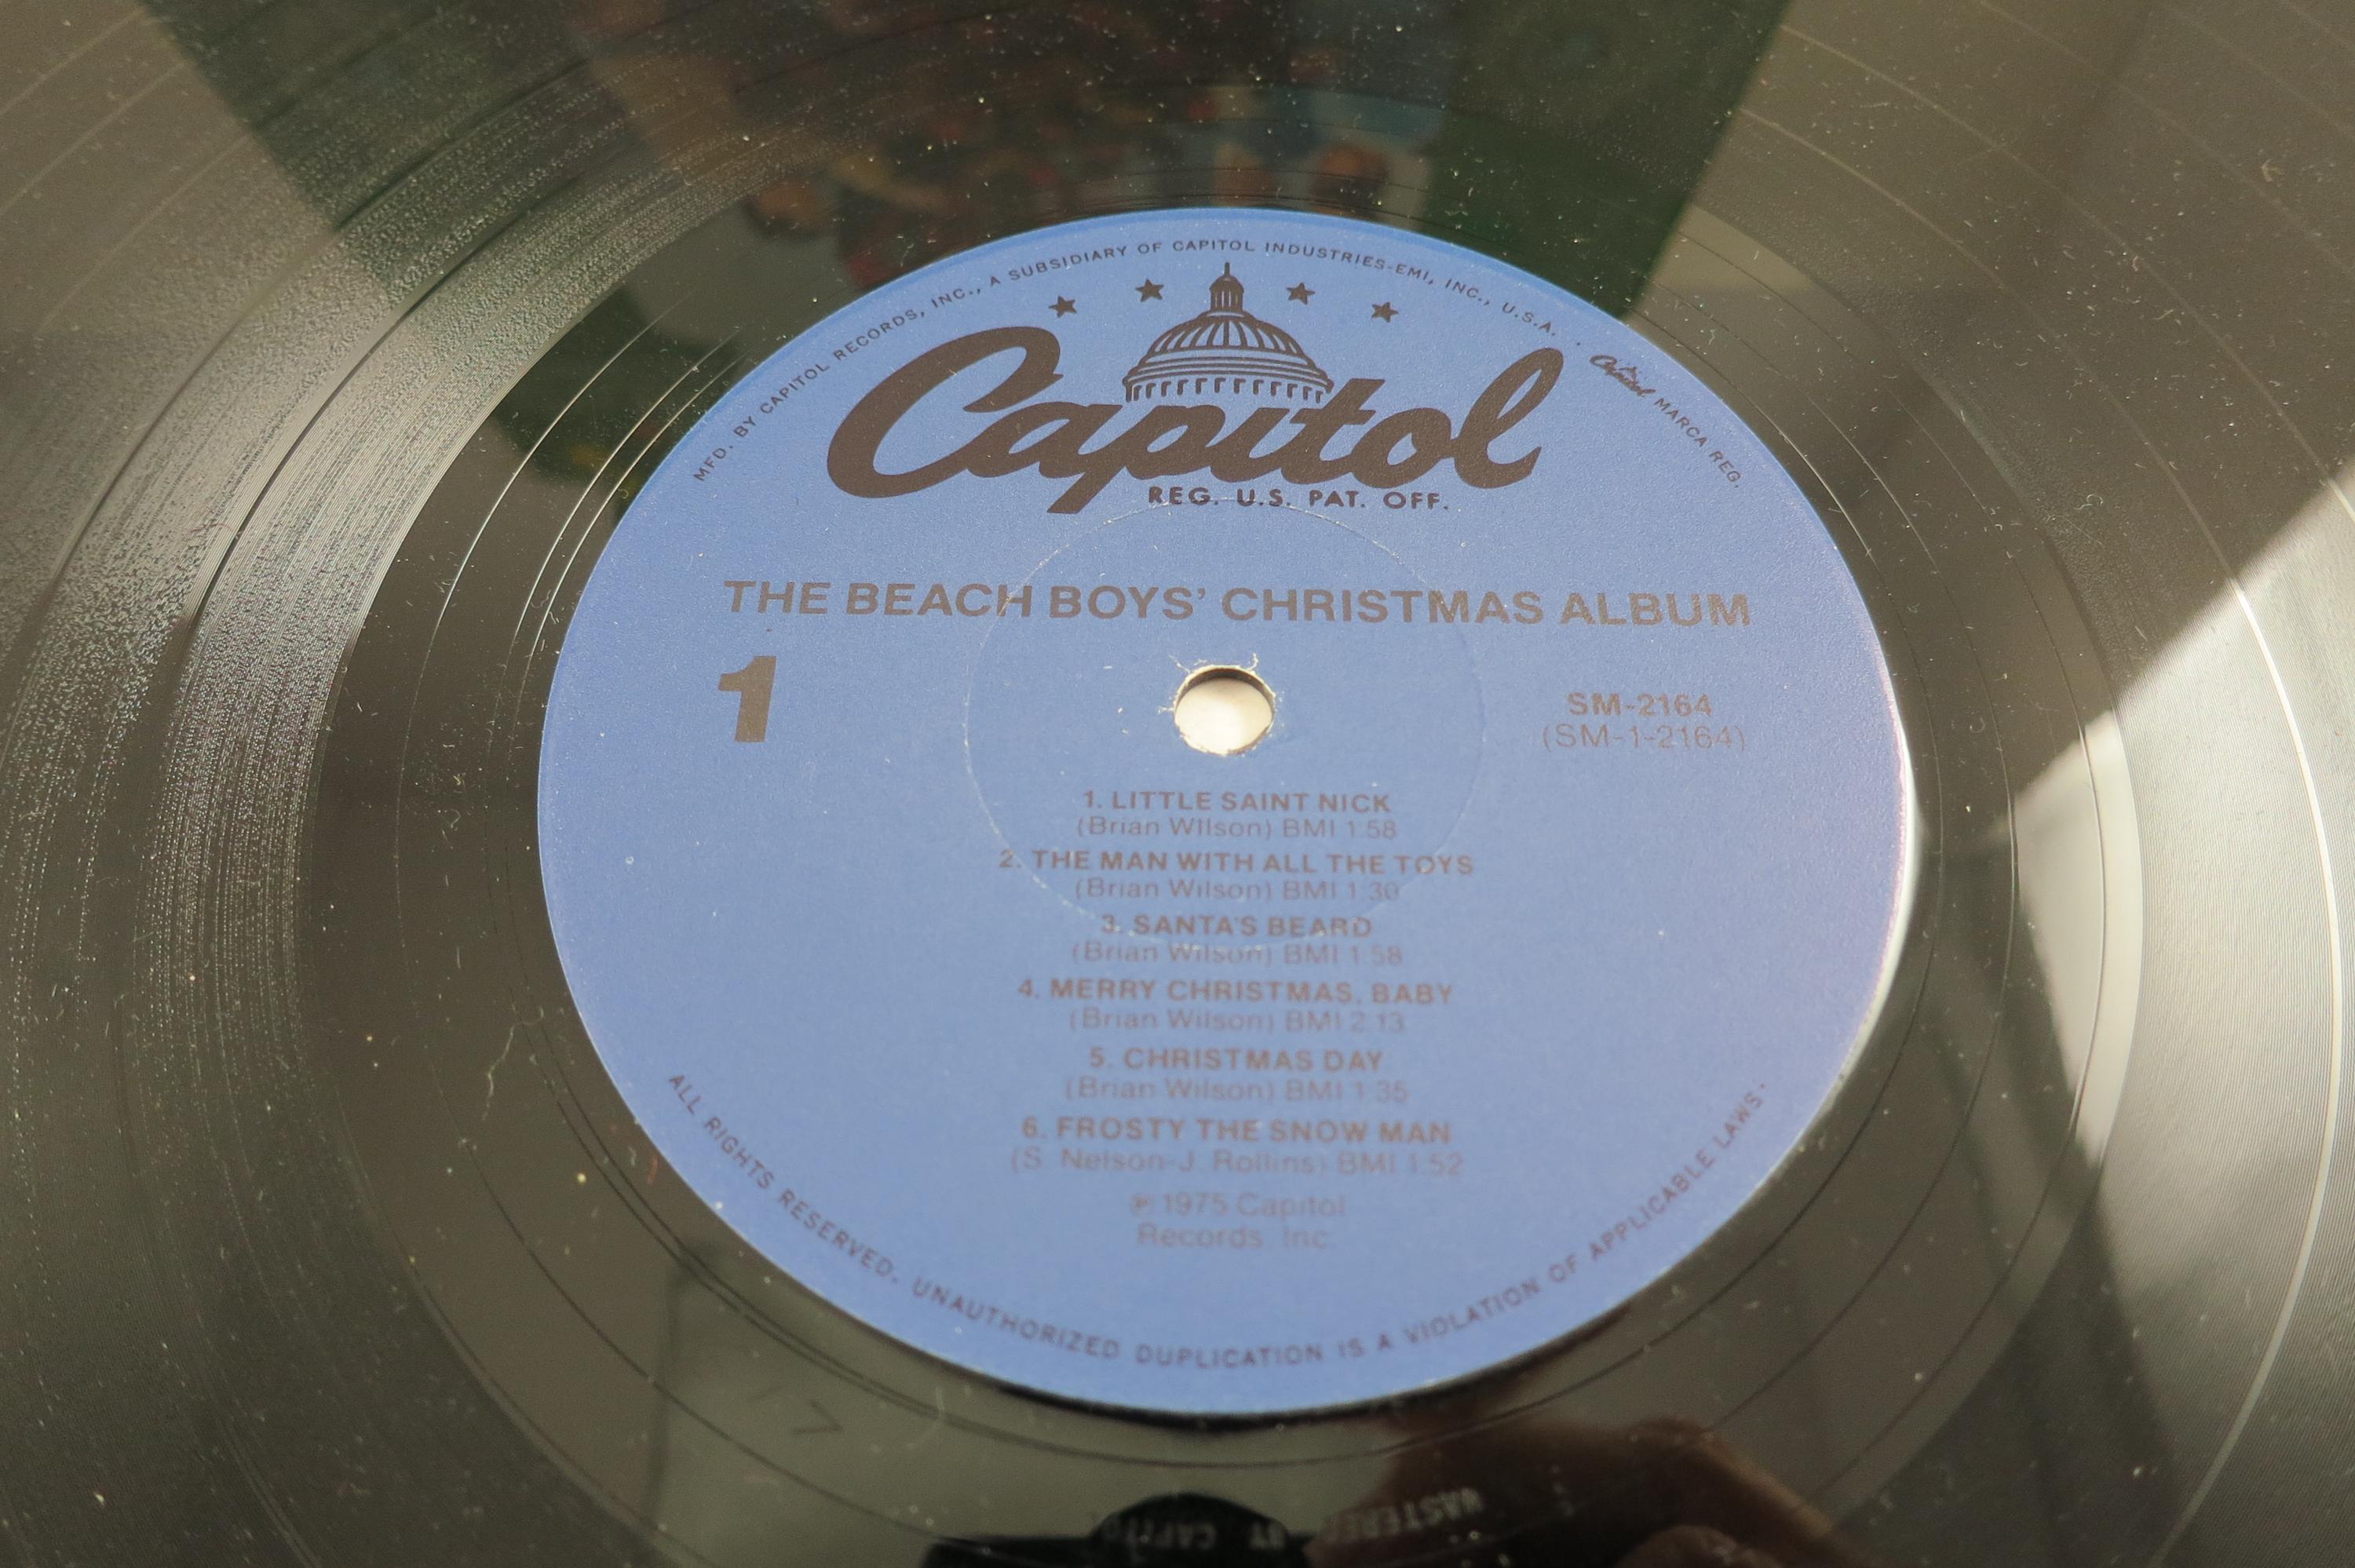 MFD. BY CAPITOL RECORDS, INC., A SUBSIDIARY OF CAPITOL INDUSTRIES-EMI, INC., U.S.A. · Capitol MARCA REG.
Capitol
REG. U.S. PAT. OFF.
THE BEACH BOYS' CHRISTMAS ALBUM
1
SM-2164
(SM-1-2164)
1. LITTLE SAINT NICK
(Brian Wilson) BMI 1:58
2. THE MAN WITH ALL THE TOYS
(Brian Wilson) BMI 1:30
3. SANTA'S BEARD
(Brian Wilson) BMI 1:58
4. MERRY CHRISTMAS, BABY
(Brian Wilson) BMI 2:13
5. CHRISTMAS DAY
(Brian Wilson) BMI 1:35
6. FROSTY THE SNOW MAN
(S. Nelson-J. Rollins) BMI 1:52
℗ 1975 Capitol
Records, Inc.
ALL RIGHTS RESERVED. UNAUTHORIZED DUPLICATION IS A VIOLATION OF APPLICABLE LAWS.
MASTERED BY CAPITOL